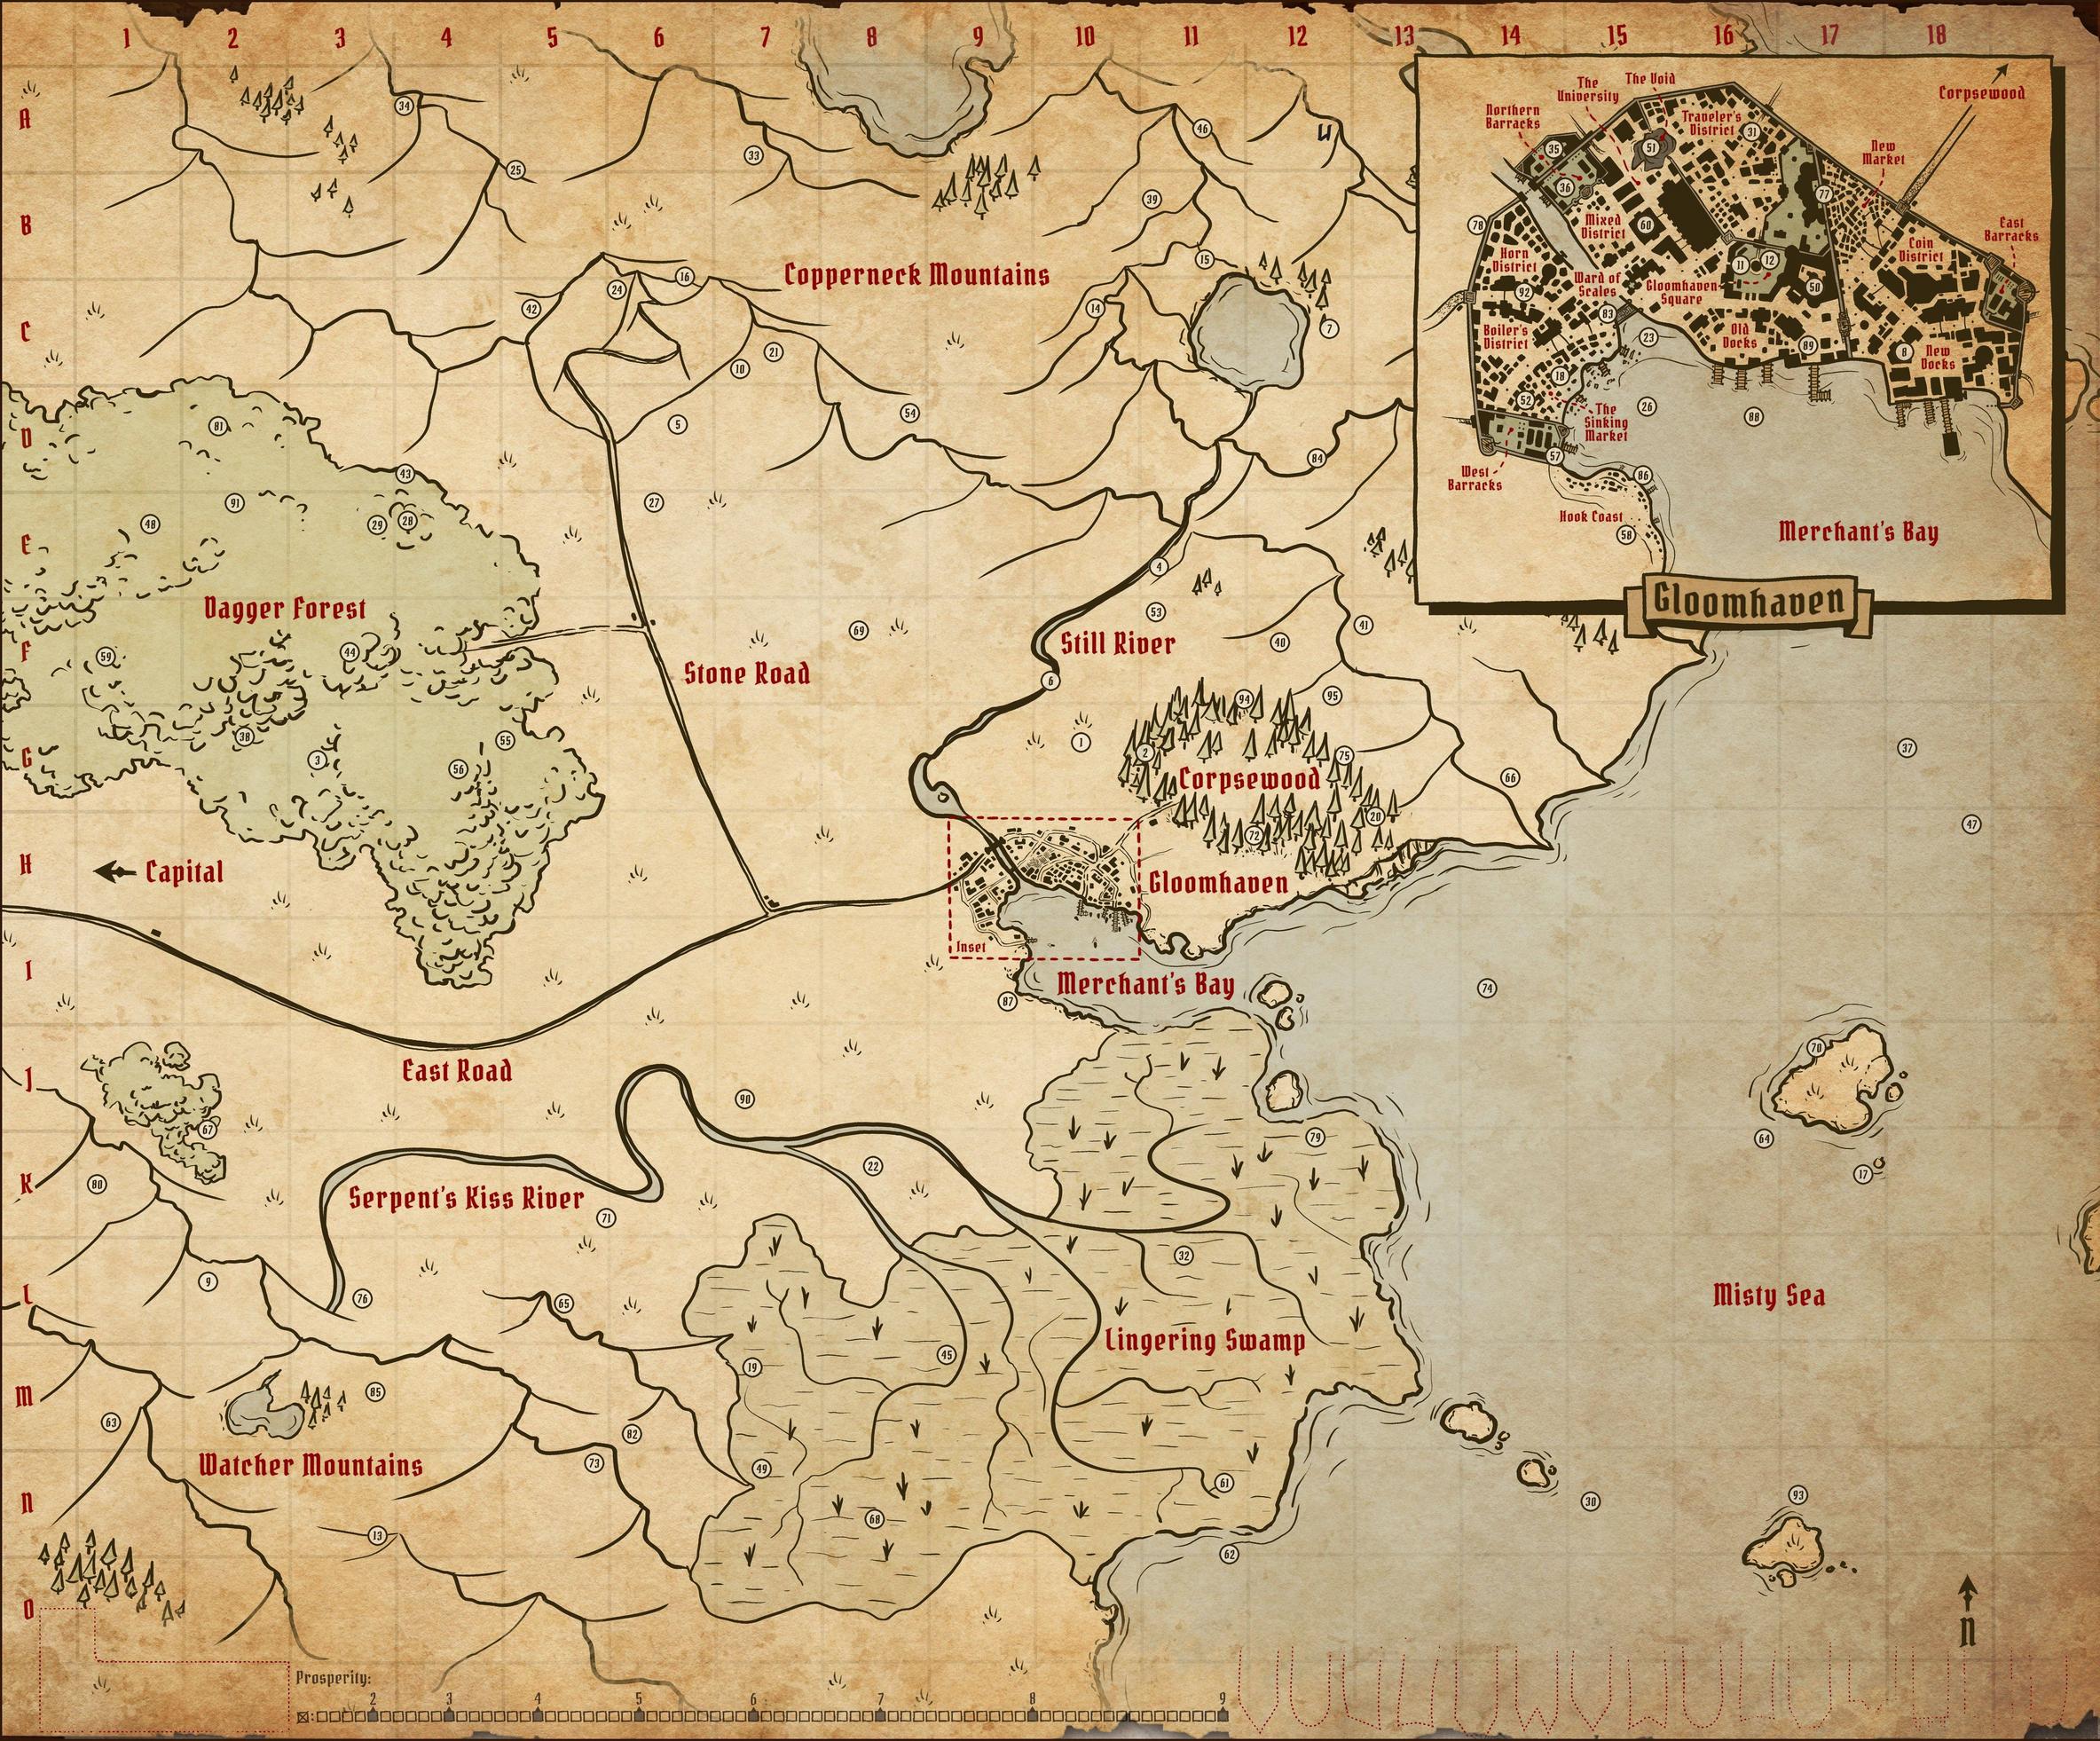 1 2 3 4 5 6 7 8 9 10 11 12 13 14 15 16 17 18
A
B
C
D
E
F
G
H
I
J
K
L
M
N
O
Copperneck Mountains
Dagger Forest
Stone Road
Still River
Corpsewood
Gloomhaven
Capital
Inset
Merchant's Bay
East Road
Serpent's Kiss River
Lingering Swamp
Misty Sea
Watcher Mountains
N
34
25
33
46
39
15
14
7
16
24
42
21
10
5
54
84
27
81
43
91
48
29
28
4
53
69
41
40
59
44
6
95
94
38
55
3
56
1
2
75
66
37
47
20
72
87
74
70
64
17
90
67
79
80
22
71
32
9
76
65
45
19
85
63
82
73
49
61
68
13
62
30
93
Corpsewood
The
University
The Void
Northern
Barracks
Traveler's
District
New
Market
East
Barracks
Mixed
District
Coin
District
Horn
District
Ward of
Scales
Gloomhaven
Square
Boiler's
District
Old
Docks
New
Docks
The
Sinking
Market
West
Barracks
Hook Coast
Merchant's Bay
Gloomhaven
35
51
31
36
77
78
60
11
12
50
92
83
23
89
8
18
52
26
88
57
86
58
Prosperity:
2 3 4 5 6 7 8 9